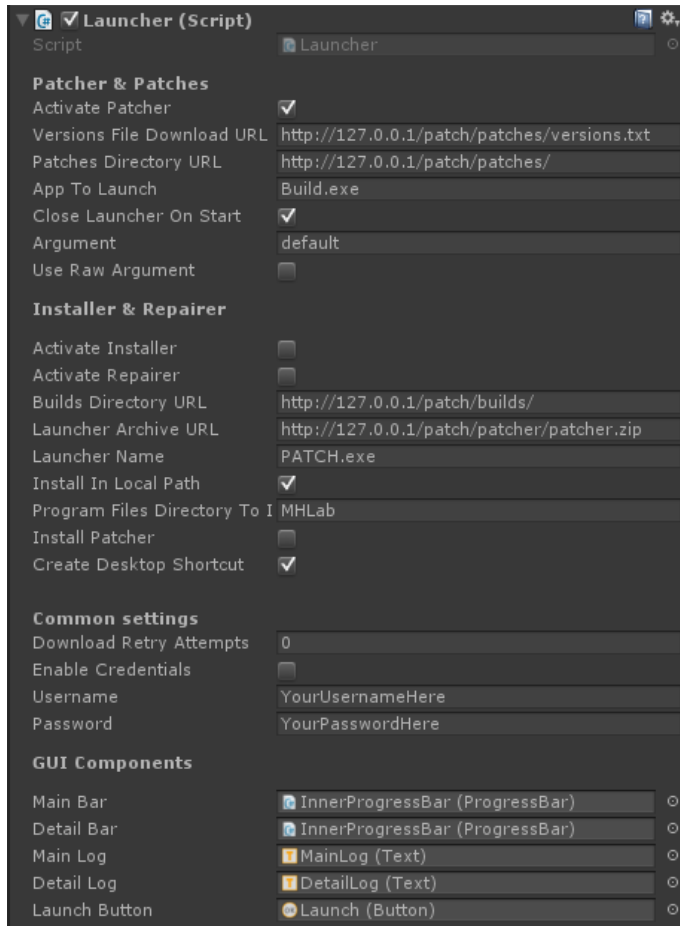 Launcher (Script)
Script Launcher
Patcher & Patches
Activate Patcher
Versions File Download URL http://127.0.0.1/patch/patches/versions.txt
Patches Directory URL http://127.0.0.1/patch/patches/
App To Launch Build.exe
Close Launcher On Start
Argument default
Use Raw Argument
Installer & Repairer
Activate Installer
Activate Repairer
Builds Directory URL http://127.0.0.1/patch/builds/
Launcher Archive URL http://127.0.0.1/patch/patcher/patcher.zip
Launcher Name PATCH.exe
Install In Local Path
Program Files Directory To I MHLab
Install Patcher
Create Desktop Shortcut
Common settings
Download Retry Attempts 0
Enable Credentials
Username YourUsernameHere
Password YourPasswordHere
GUI Components
Main Bar InnerProgressBar (ProgressBar)
Detail Bar InnerProgressBar (ProgressBar)
Main Log MainLog (Text)
Detail Log DetailLog (Text)
Launch Button Launch (Button)